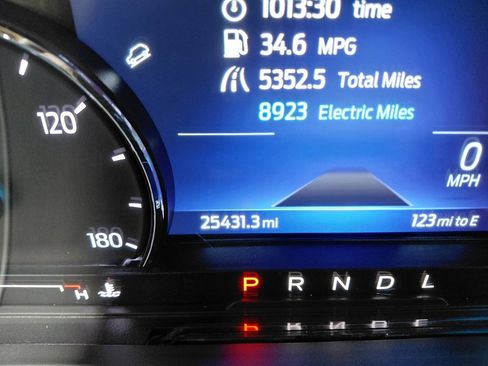 1013:30 time
34.6 MPG
5352.5 Total Miles
8923 Electric Miles
120
0
MPH
180
25431.3 mi
123 mi to E
H
P R N D L